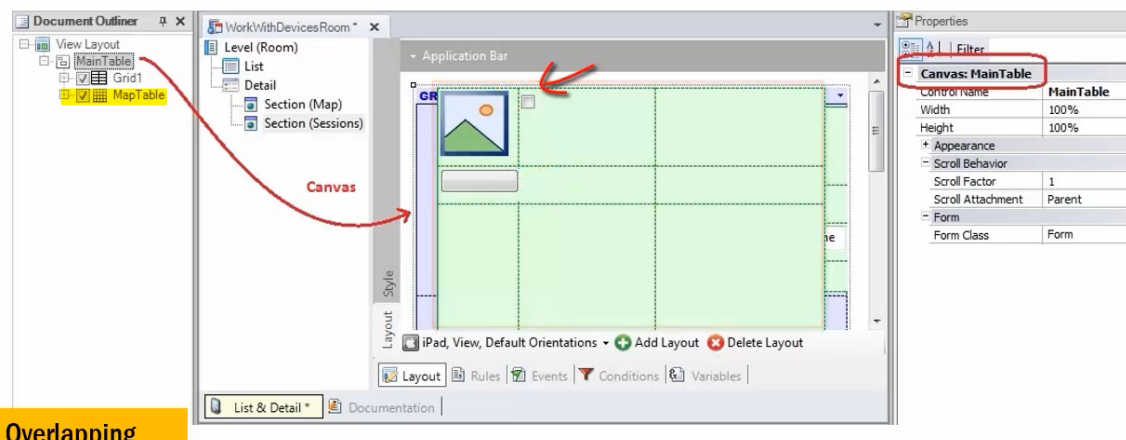 Document Outliner
View Layout
MainTable
Grid1
MapTable
WorkWithDevicesRoom *
Level (Room)
List
Detail
Section (Map)
Section (Sessions)
Canvas
Application Bar
GR
Style
Layout
iPad, View, Default Orientations
Add Layout
Delete Layout
Layout
Rules
Events
Conditions
Variables
List & Detail *
Documentation
Properties
Filter
Canvas: MainTable
Control Name MainTable
Width 100%
Height 100%
Appearance
Scroll Behavior
Scroll Factor 1
Scroll Attachment Parent
Form
Form Class Form
Overlapping